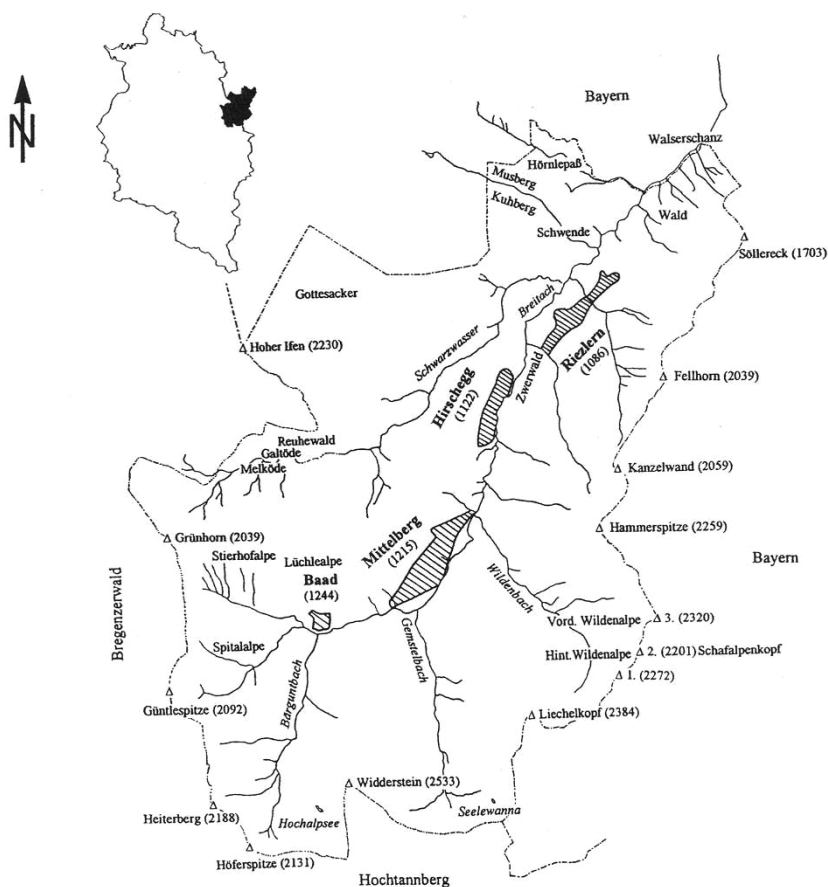 N
Bayern
Walserschanz
Hörnlepaß
Musberg
Kuhberg
Wald
Schwende
Söllereck (1703)
Gottesacker
Breitach
Hoher Ifen (2230)
Schwarzwasser
Riezlern
(1086)
Zwerwald
Hirschegg
(1122)
Fellhorn (2039)
Reuhewald
Galtöde
Melköde
Kanzelwand (2059)
Mittelberg
(1215)
Hammerspitze (2259)
Grünhorn (2039)
Stierhofalpe
Lüchlealpe
Baad
(1244)
Bayern
Wildenbach
Bregenzerwald
Vord. Wildenalpe
3. (2320)
Gemstelbach
Spitalalpe
Hint. Wildenalpe
2. (2201) Schafalpenkopf
1. (2272)
Bärguntbach
Güntlespitze (2092)
Liechelkopf (2384)
Widderstein (2533)
Heiterberg (2188)
Hochalpsee
Seelewanna
Höferspitze (2131)
Hochtannberg